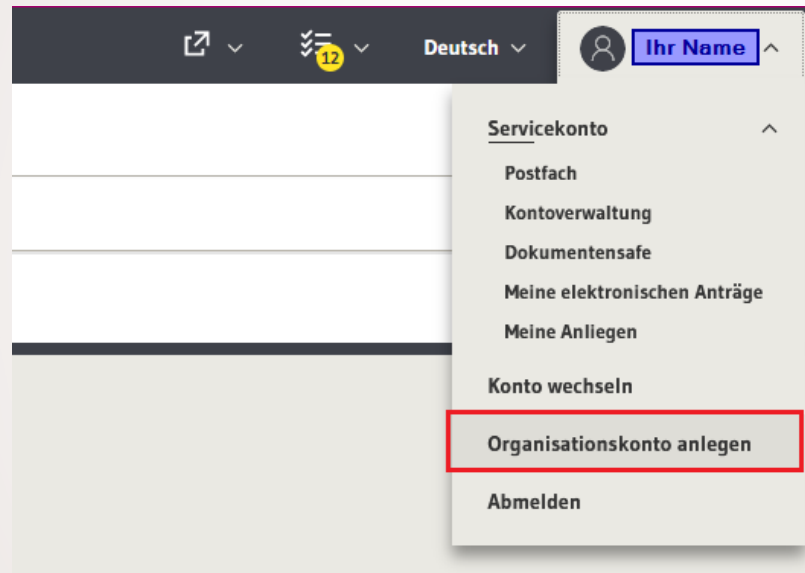 12
Deutsch
Ihr Name
Servicekonto
Postfach
Kontoverwaltung
Dokumentensafe
Meine elektronischen Anträge
Meine Anliegen
Konto wechseln
Organisationskonto anlegen
Abmelden